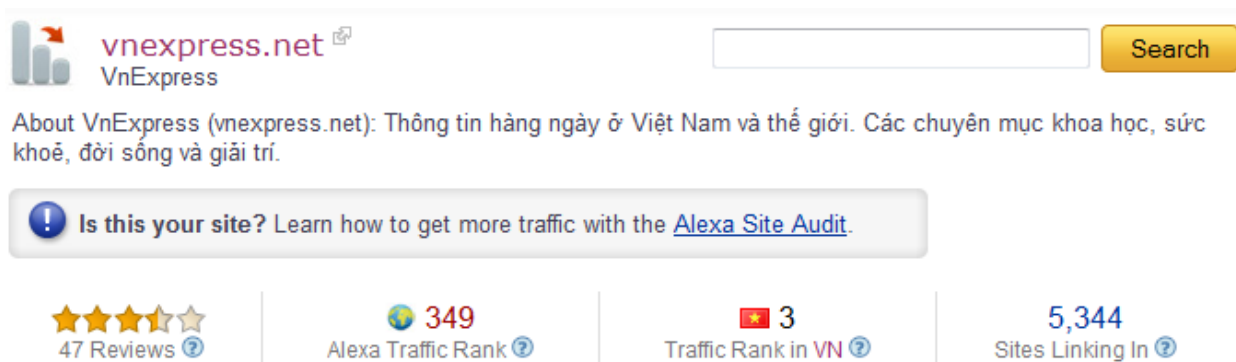 vnexpress.net
Search
VnExpress
About VnExpress (vnexpress.net): Thông tin hàng ngày ở Việt Nam và thế giới. Các chuyên mục khoa học, sức
khoẻ, đời sống và giải trí.
! Is this your site? Learn how to get more traffic with the Alexa Site Audit.
349
3
5,344
47 Reviews ?
Alexa Traffic Rank ?
Traffic Rank in VN ?
Sites Linking In ?